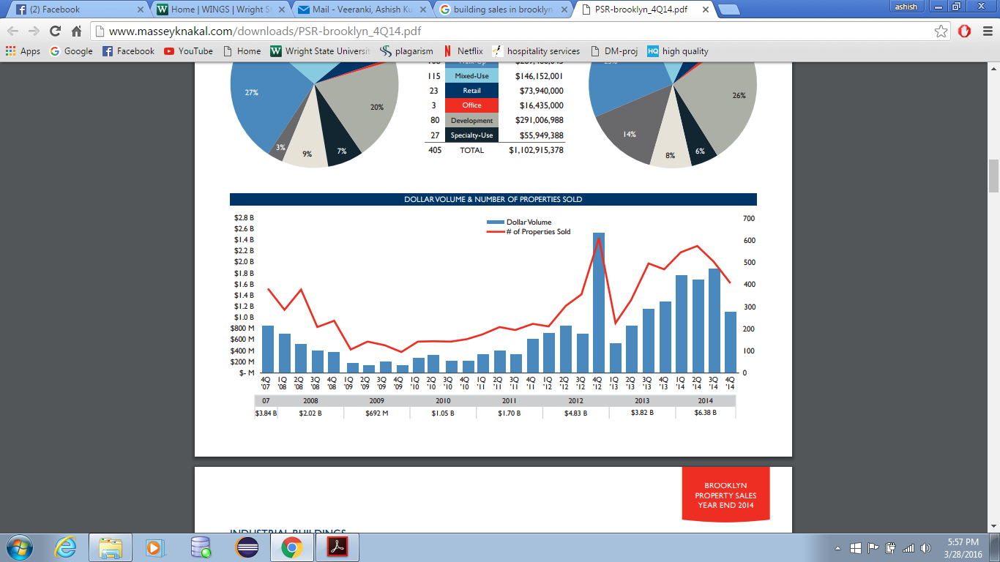 (2) Facebook
Home | WINGS | Wright S
Mail - Veeranki, Ashish Ku
building sales in brooklyn
PSR-brooklyn_4Q14.pdf
ashish
www.masseyknakal.com/downloads/PSR-brooklyn_4Q14.pdf
Apps Google Facebook YouTube Home Wright State Universit plagarism Netflix hospitality services DM-proj HQ high quality
115 Mixed-Use $146,152,001
23 Retail $73,940,000
3 Office $16,435,000
80 Development $291,006,988
27 Specialty-Use $55,949,388
405 TOTAL $1,102,915,378
27%
3%
9%
7%
20%
14%
8%
6%
26%
DOLLAR VOLUME & NUMBER OF PROPERTIES SOLD
Dollar Volume
# of Properties Sold
$2.8 B
$2.6 B
$1.4 B
$2.2 B
$2.0 B
$1.8 B
$1.6 B
$1.4 B
$1.2 B
$1.0 B
$800 M
$600 M
$400 M
$200 M
$- M
700
600
500
400
300
200
100
0
4Q 1Q 2Q 3Q 4Q 1Q 2Q 3Q 4Q 1Q 2Q 3Q 4Q 1Q 2Q 3Q 4Q 1Q 2Q 3Q 4Q 1Q 2Q 3Q 4Q 1Q 2Q 3Q 4Q
'07 '08 '08 '08 '08 '09 '09 '09 '09 '10 '10 '10 '10 '11 '11 '11 '11 '12 '12 '12 '12 '13 '13 '13 '13 '14 '14 '14 '14
07 2008 2009 2010 2011 2012 2013 2014
$3.84 B $2.02 B $692 M $1.05 B $1.70 B $4.83 B $3.82 B $6.38 B
BROOKLYN
PROPERTY SALES
YEAR END 2014
INDUSTRIAL BUILDINGS
5:57 PM
3/28/2016